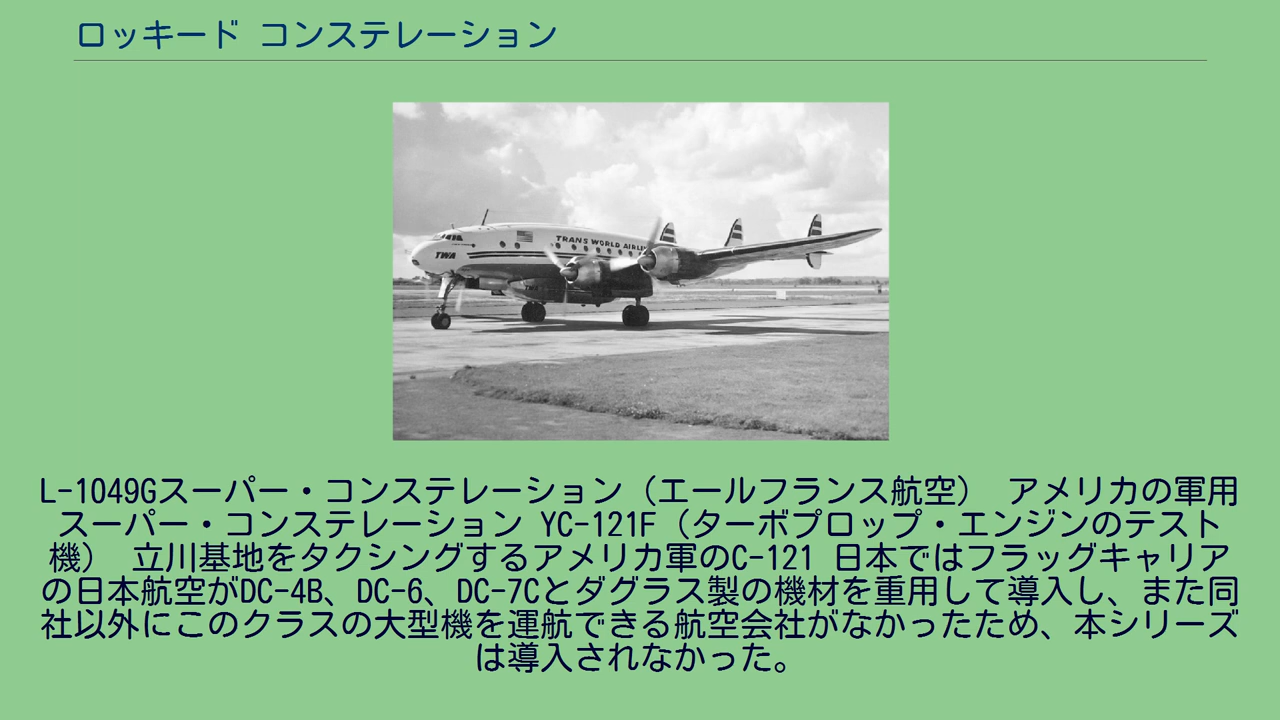 ロッキード コンステレーション
TRANS WORLD AIRLIN
TWA
L-1049Gスーパー・コンステレーション（エールフランス航空） アメリカの軍用
スーパー・コンステレーション YC-121F（ターボプロップ・エンジンのテスト
機） 立川基地をタクシングするアメリカ軍のC-121 日本ではフラッグキャリア
の日本航空がDC-4B、DC-6、DC-7Cとダグラス製の機材を重用して導入し、また同
社以外にこのクラスの大型機を運航できる航空会社がなかったため、本シリーズ
は導入されなかった。